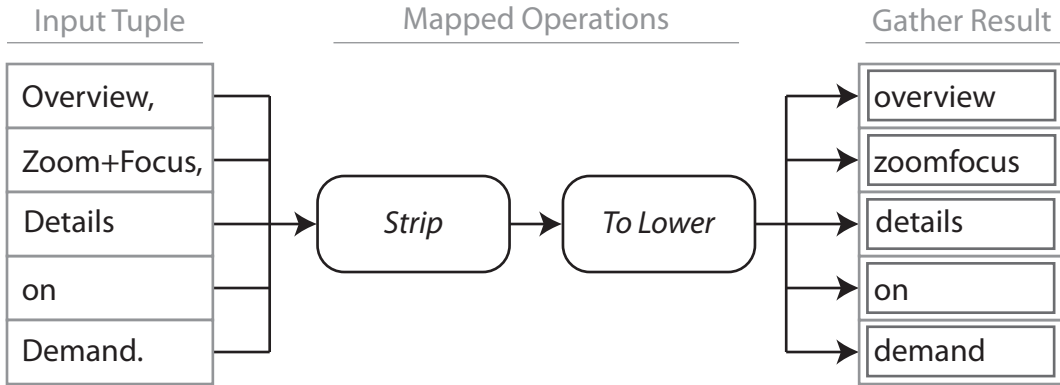 Input Tuple
Mapped Operations
Gather Result
Overview,
Zoom+Focus,
Details
on
Demand.
Strip
To Lower
overview
zoomfocus
details
on
demand